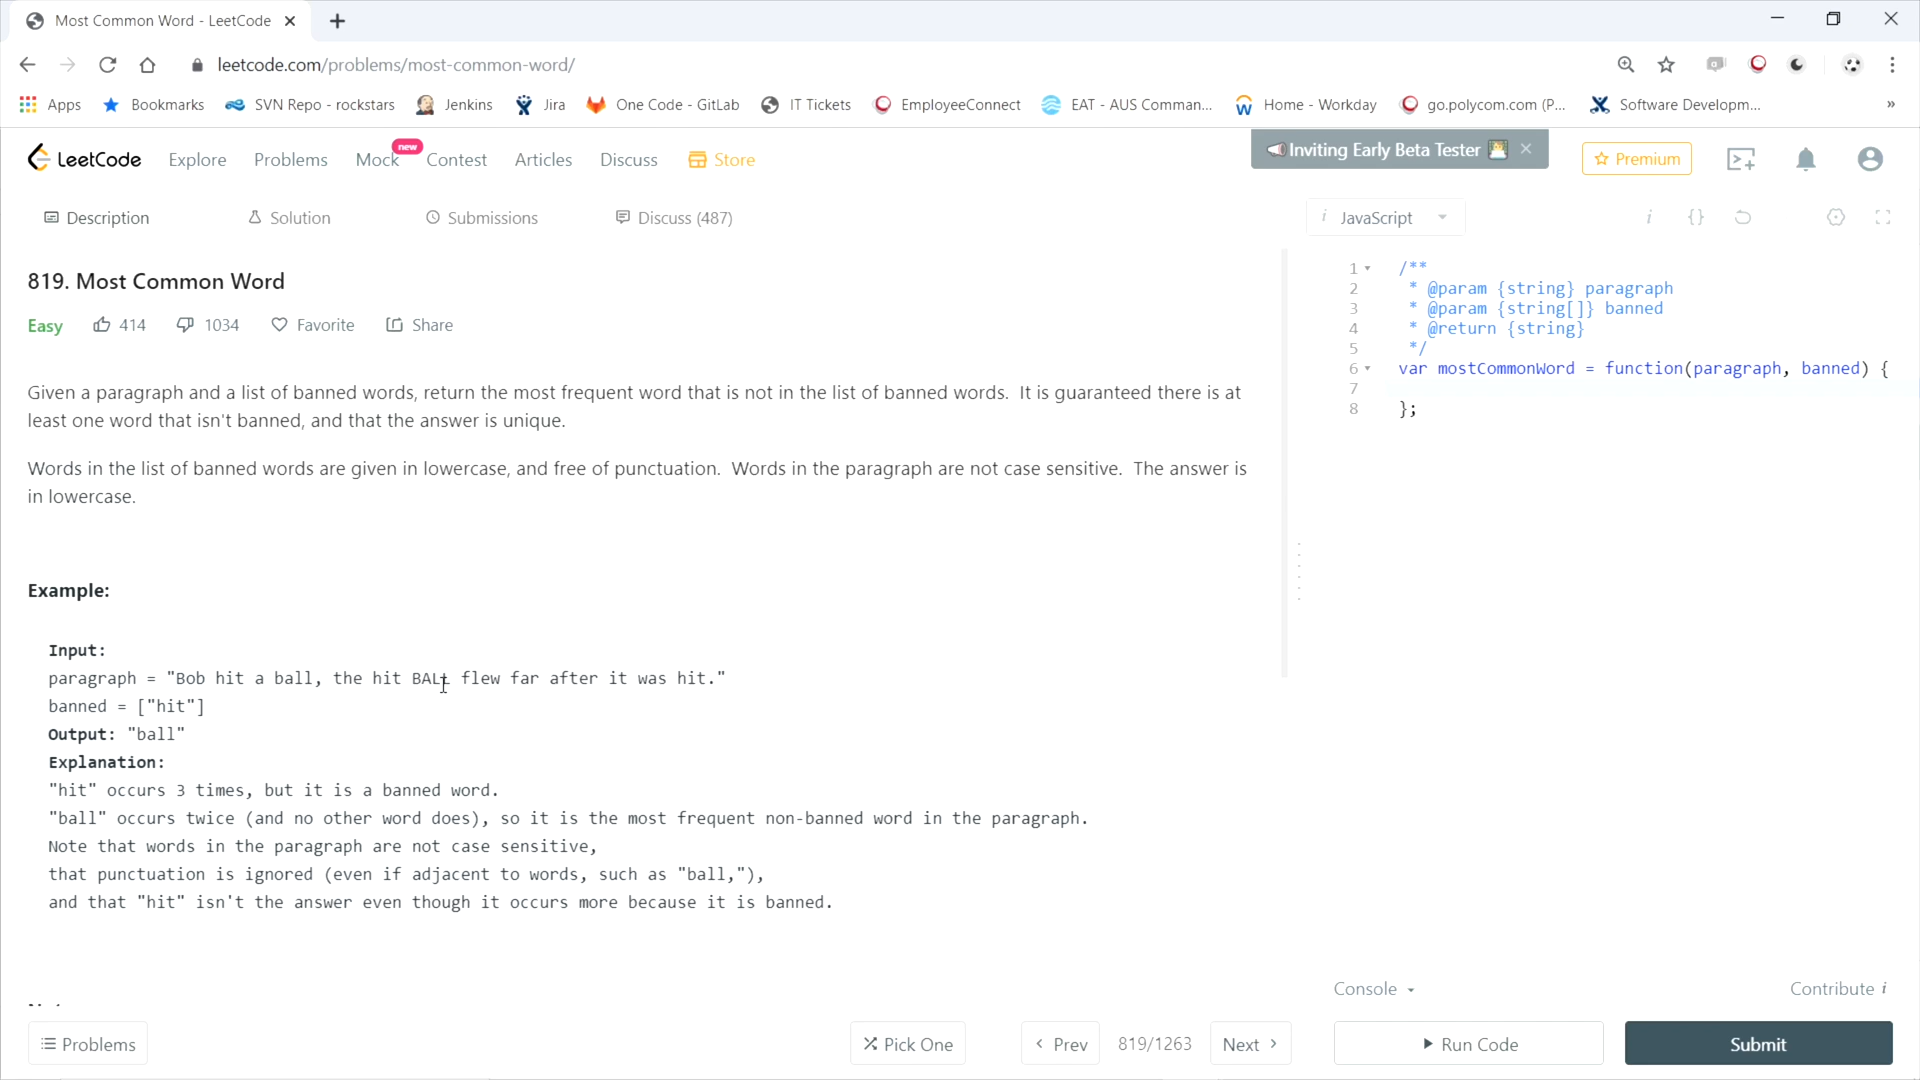 Most Common Word - LeetCode
leetcode.com/problems/most-common-word/
Apps Bookmarks SVN Repo - rockstars Jenkins Jira One Code - GitLab IT Tickets EmployeeConnect EAT - AUS Comman... Home - Workday go.polycom.com (P... Software Developm... »
LeetCode Explore Problems Mock new Contest Articles Discuss Store Inviting Early Beta Tester Premium
Description Solution Submissions Discuss (487)
i JavaScript i {}
819. Most Common Word
Easy 414 1034 Favorite Share
Given a paragraph and a list of banned words, return the most frequent word that is not in the list of banned words. It is guaranteed there is at
least one word that isn't banned, and that the answer is unique.
Words in the list of banned words are given in lowercase, and free of punctuation. Words in the paragraph are not case sensitive. The answer is
in lowercase.
Example:
Input:
paragraph = "Bob hit a ball, the hit BALL flew far after it was hit."
banned = ["hit"]
Output: "ball"
Explanation:
"hit" occurs 3 times, but it is a banned word.
"ball" occurs twice (and no other word does), so it is the most frequent non-banned word in the paragraph.
Note that words in the paragraph are not case sensitive,
that punctuation is ignored (even if adjacent to words, such as "ball,"),
and that "hit" isn't the answer even though it occurs more because it is banned.
1 /**
2 * @param {string} paragraph
3 * @param {string[]} banned
4 * @return {string}
5 */
6 var mostCommonWord = function(paragraph, banned) {
7
8 };
Console Contribute i
Problems Pick One Prev 819/1263 Next Run Code Submit